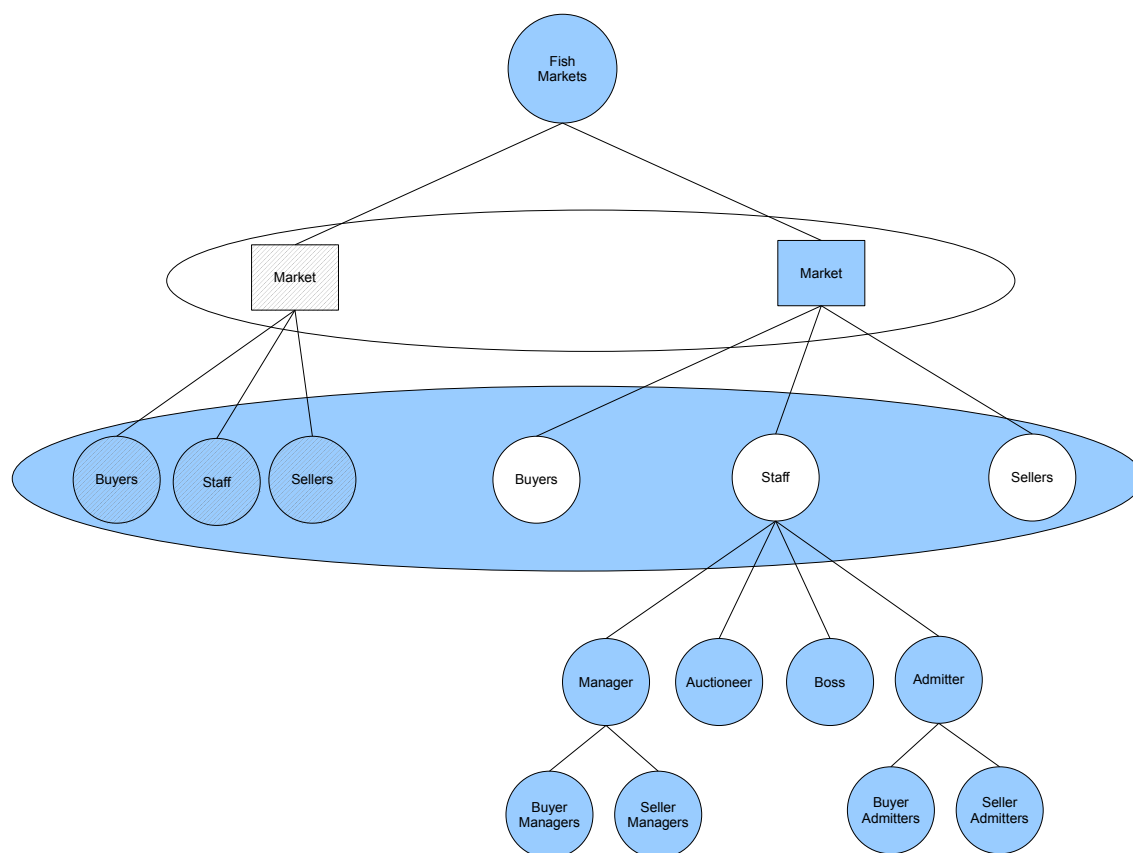 Fish
Markets
Market
Market
Buyers
Staff
Sellers
Buyers
Staff
Sellers
Manager
Auctioneer
Boss
Admitter
Buyer
Managers
Seller
Managers
Buyer
Admitters
Seller
Admitters